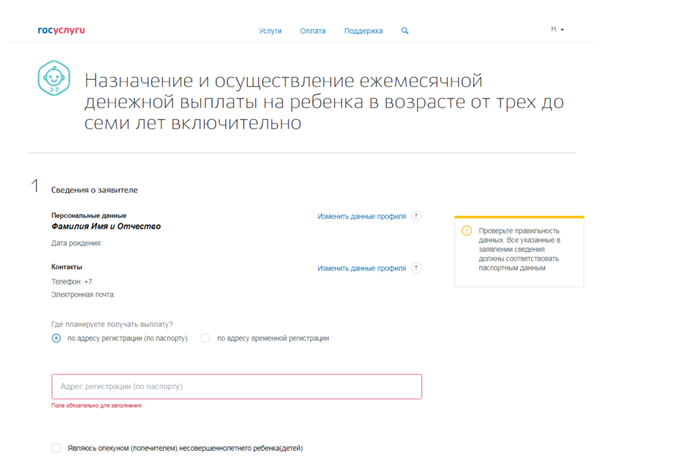 госуслуги
Услуги Оплата Поддержка
Н.
3-7
Назначение и осуществление ежемесячной
денежной выплаты на ребенка в возрасте от трех до
семи лет включительно
1 Сведения о заявителе
Персональные данные
Изменить данные профиля ?
Фамилия Имя и Отчество
Дата рождения:
Проверьте правильность
данных. Все указанные в
заявлении сведения
должны соответствовать
паспортным данным
Контакты
Изменить данные профиля ?
Телефон: +7
Электронная почта:
Где планируете получать выплату?
по адресу регистрации (по паспорту) по адресу временной регистрации
Адрес регистрации (по паспорту)
Поле обязательно для заполнения.
Являюсь опекуном (попечителем) несовершеннолетнего ребенка(детей)